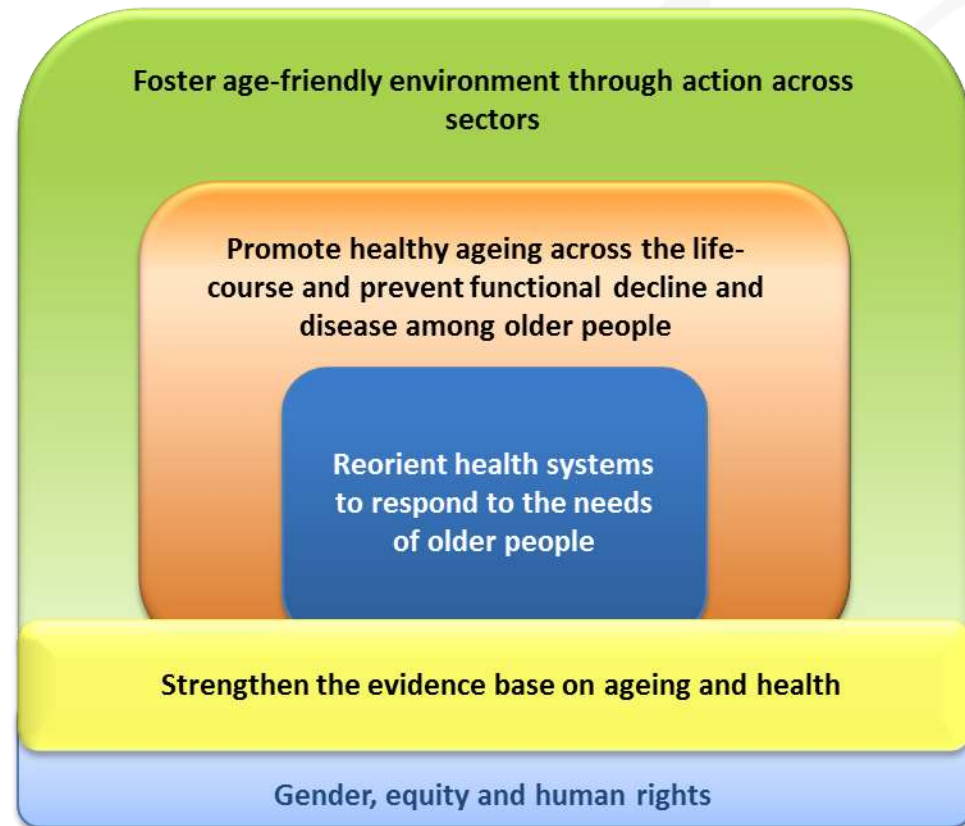 Foster age-friendly environment through action across
sectors
Promote healthy ageing across the life-
course and prevent functional decline and
disease among older people
Reorient health systems
to respond to the needs
of older people
Strengthen the evidence base on ageing and health
Gender, equity and human rights